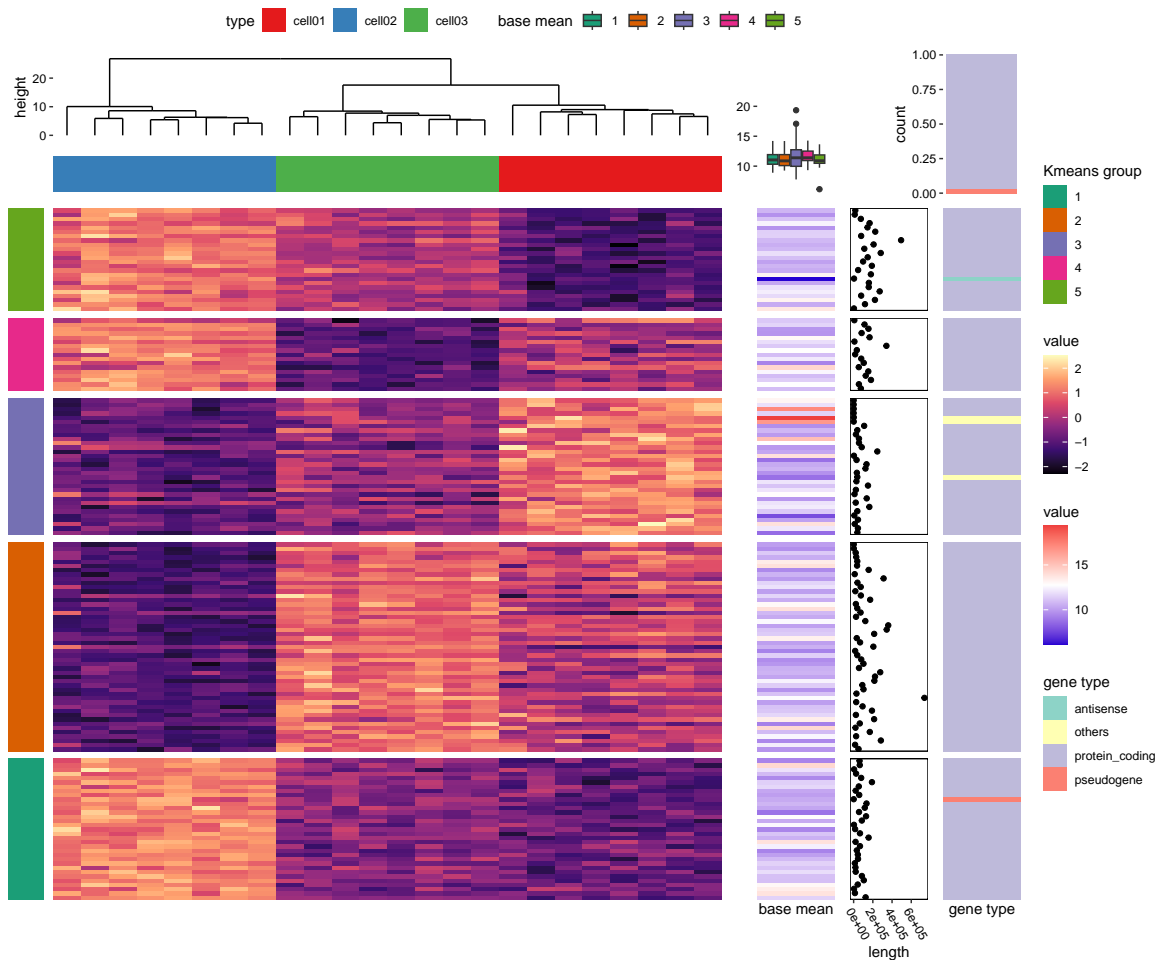 type cell01 cell02 cell03 base mean 1 2 3 4 5
height
20
10
0
20
15
10
count
1.00
0.75
0.50
0.25
0.00
base mean
0e+00 2e+05 4e+05 6e+05
length
gene type
Kmeans group
1
2
3
4
5
value
2
1
0
−1
−2
value
15
10
gene type
antisense
others
protein_coding
pseudogene